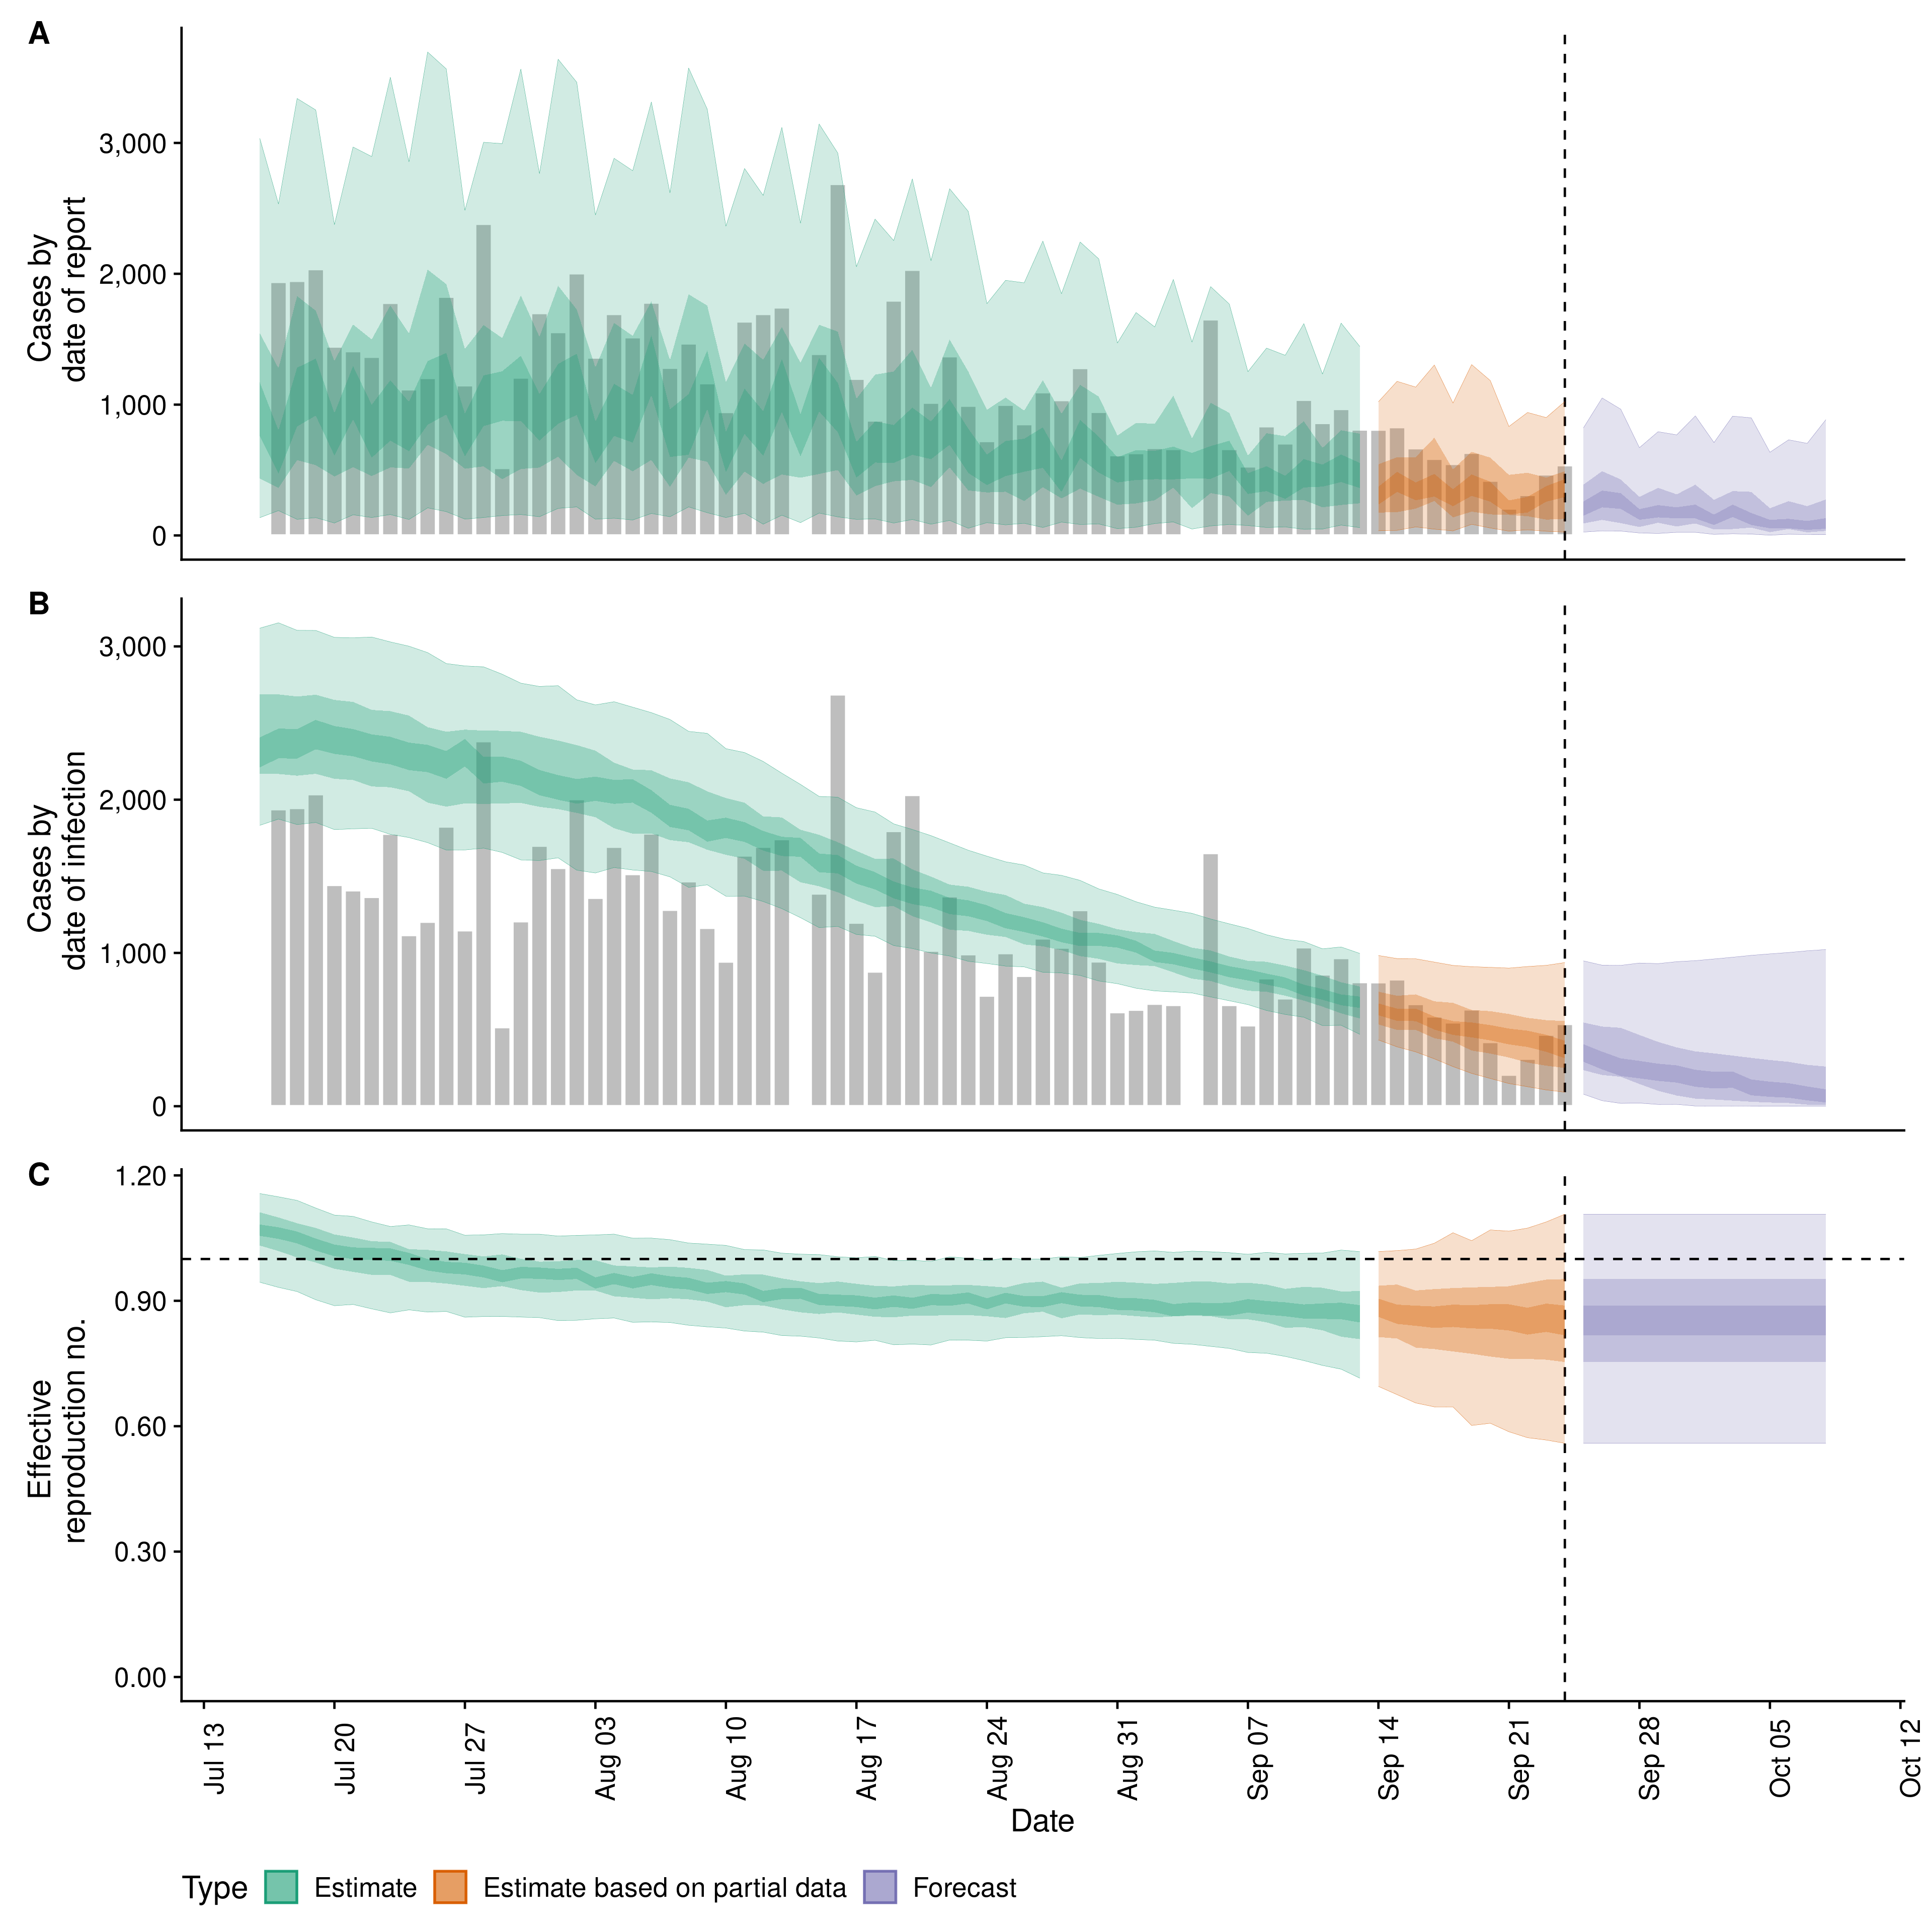 A
Cases by
date of report
3,000
2,000
1,000
0
B
Cases by
date of infection
3,000
2,000
1,000
0
C
Effective
reproduction no.
1.20
0.90
0.60
0.30
0.00
Jul 13
Jul 20
Jul 27
Aug 03
Aug 10
Aug 17
Aug 24
Aug 31
Sep 07
Sep 14
Sep 21
Sep 28
Oct 05
Oct 12
Date
Type
Estimate
Estimate based on partial data
Forecast